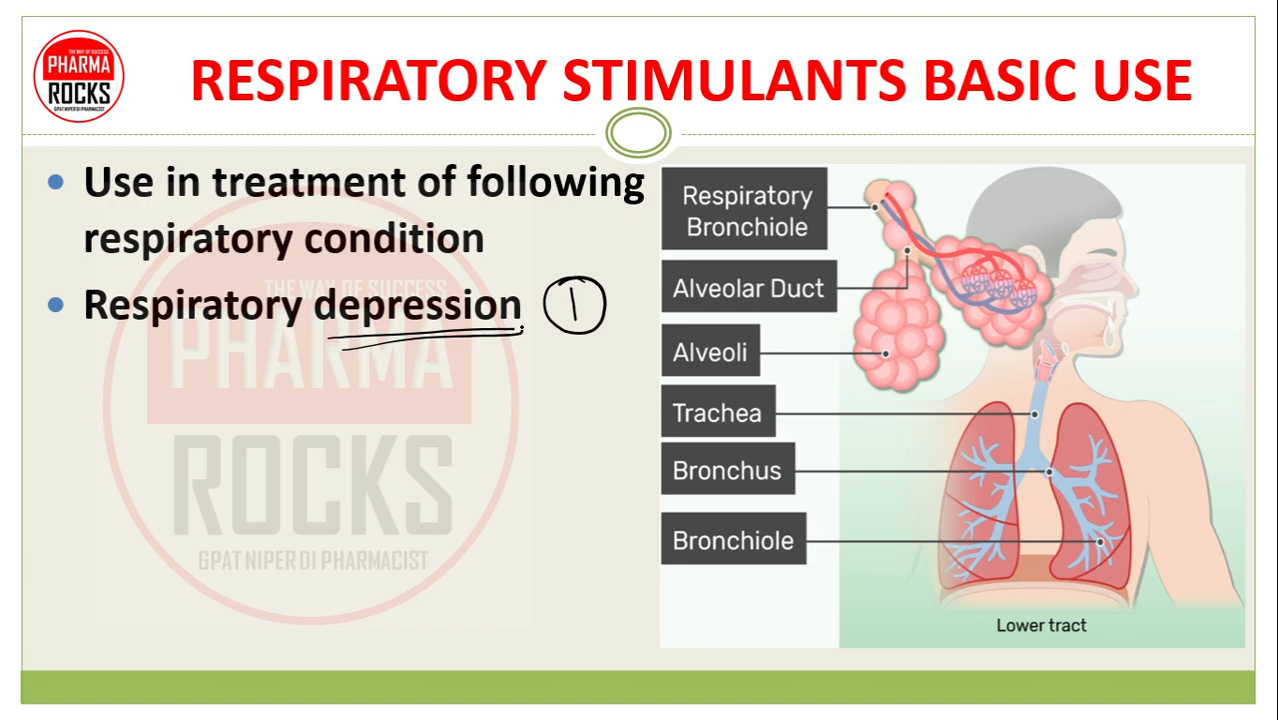 THE WAY OF SUCCESS
PHARMA
ROCKS
GPAT NIPER DI PHARMACIST
RESPIRATORY STIMULANTS BASIC USE
• Use in treatment of following
respiratory condition
• Respiratory depression 1
THE WAY OF SUCCESS
PHARMA
ROCKS
GPAT NIPER DI PHARMACIST
Respiratory
Bronchiole
Alveolar Duct
Alveoli
Trachea
Bronchus
Bronchiole
Lower tract